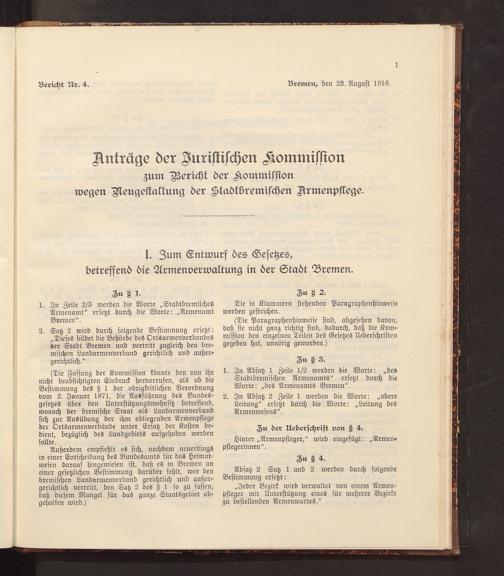 1
Bericht Nr. 4.
Bremen, den 23. August 1916.
Anträge der Juristischen Kommission
zum Bericht der Kommission
wegen Neugestaltung der Stadtbremischen Armenpflege.
I. Zum Entwurf des Gesetzes,
betreffend die Armenverwaltung in der Stadt Bremen.
Zu § 1.
1. In Zeile 2/3 werden die Worte „Stadtbremisches
Armenamt“ ersetzt durch die Worte: „Armenamt
Bremen“.
2. Satz 2 wird durch folgende Bestimmung ersetzt:
„Dieses bildet die Behörde des Ortsarmenverbandes
der Stadt Bremen und vertritt zugleich den bre-
mischen Landarmenverband gerichtlich und außer-
gerichtlich.“
(Die Fassung der Kommission könnte den von ihr
nicht beabsichtigten Eindruck hervorrufen, als ob die
Bestimmung des § 1 der obrigkeitlichen Verordnung
vom 2. Januar 1871, die Ausführung des Bundes-
gesetzes über den Unterstützungswohnsitz betreffend,
wonach der bremische Staat als Landarmenverband
sich zur Ausübung der ihm obliegenden Armenpflege
der Ortsarmenverbände unter Ersatz der Kosten be-
dient, bezüglich des Landgebiets aufgehoben werden
sollte.
Außerdem empfiehlt es sich, nachdem neuerdings
in einer Entscheidung des Bundesamts für das Heimat-
wesen darauf hingewiesen ist, daß es in Bremen an
einer gesetzlichen Bestimmung darüber fehlt, wer den
bremischen Landarmenverband gerichtlich und außer-
gerichtlich vertritt, den Satz 2 des § 1 so zu fassen,
daß diesem Mangel für das ganze Staatsgebiet ab-
geholfen wird.)
Zu § 2.
Die in Klammern stehenden Paragraphenhinweise
werden gestrichen.
(Die Paragraphenhinweise sind, abgesehen davon,
daß sie nicht ganz richtig sind, dadurch, daß die Kom-
mission den einzelnen Teilen des Gesetzes Ueberschriften
gegeben hat, unnötig geworden.)
Zu § 3.
1. In Absatz 1 Zeile 1/2 werden die Worte: „des
Stadtbremischen Armenamts“ ersetzt durch die
Worte: „des Armenamts Bremen“.
2. In Absatz 2 Zeile 1 werden die Worte: „obere
Leitung“ ersetzt durch die Worte: „Leitung des
Armenwesens“.
Zu der Ueberschrift von § 4.
Hinter „Armenpfleger,“ wird eingefügt: „Armen-
pflegerinnen“.
Zu § 4.
Absatz 2 Satz 1 und 2 werden durch folgende
Bestimmung ersetzt:
„Jeder Bezirk wird verwaltet von einem Armen-
pfleger mit Unterstützung eines für mehrere Bezirke
zu bestellenden Armenwartes.“